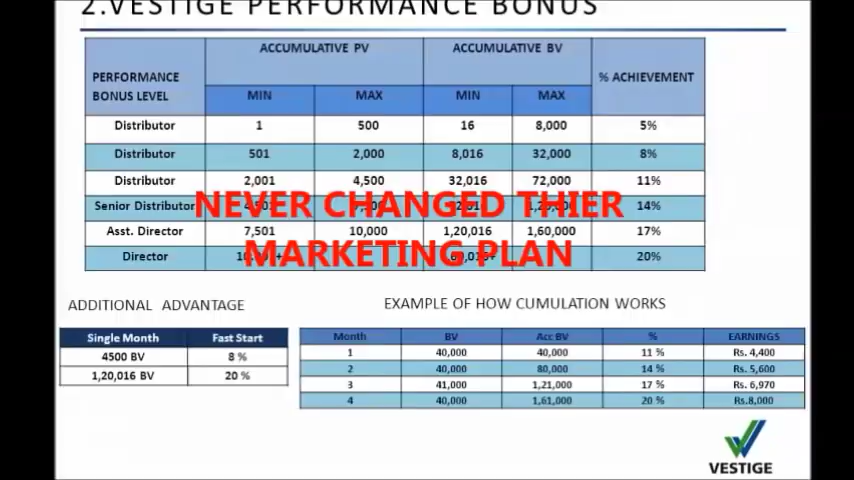 2.VESTIGE PERFORMANCE BONUS
ACCUMULATIVE PV ACCUMULATIVE BV
PERFORMANCE BONUS LEVEL MIN MAX MIN MAX % ACHIEVEMENT
Distributor 1 500 16 8,000 5%
Distributor 501 2,000 8,016 32,000 8%
Distributor 2,001 4,500 32,016 72,000 11%
Senior Distributor 14%
NEVER CHANGED THIER
Asst. Director 7,501 10,000 1,20,016 1,60,000 17%
MARKETING PLAN
Director 20%
ADDITIONAL ADVANTAGE
Single Month Fast Start
4500 BV 8 %
1,20,016 BV 20 %
EXAMPLE OF HOW CUMULATION WORKS
Month BV Acc BV % EARNINGS
1 40,000 40,000 11 % Rs. 4,400
2 40,000 80,000 14 % Rs. 5,600
3 41,000 1,21,000 17 % Rs. 6,970
4 40,000 1,61,000 20 % Rs.8,000
VESTIGE